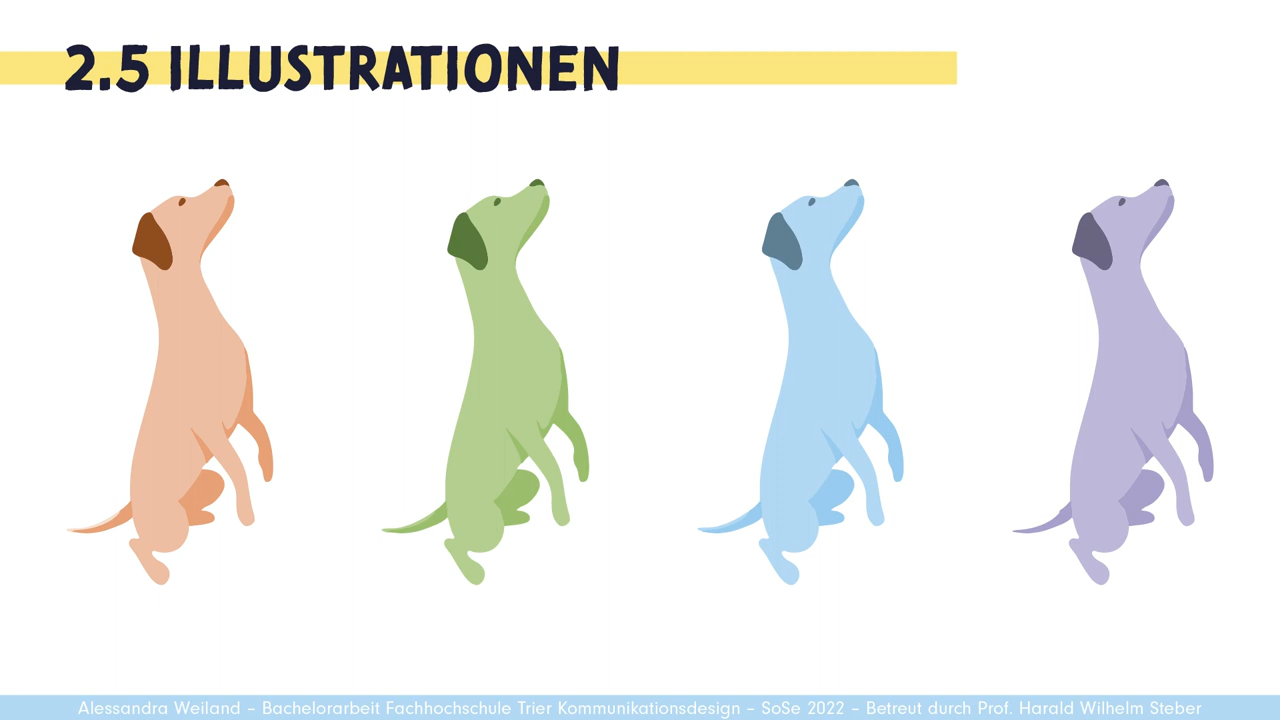 2.5 ILLUSTRATIONEN
Alessandra Weiland – Bachelorarbeit Fachhochschule Trier Kommunikationsdesign – SoSe 2022 – Betreut durch Prof. Harald Wilhelm Steber